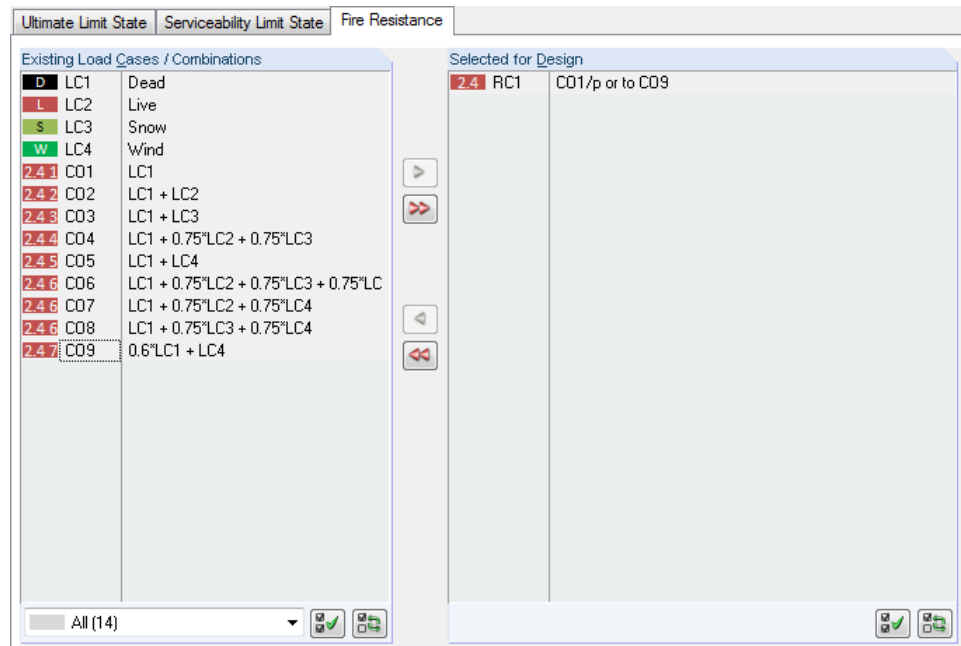 Ultimate Limit State Serviceability Limit State Fire Resistance
Existing Load Cases / Combinations Selected for Design
D LC1 Dead 2.4 RC1 CO1/p or to CO9
L LC2 Live
S LC3 Snow
W LC4 Wind
2.4 1 CO1 LC1
2.4 2 CO2 LC1 + LC2
2.4 3 CO3 LC1 + LC3
2.4 4 CO4 LC1 + 0.75*LC2 + 0.75*LC3
2.4 5 CO5 LC1 + LC4
2.4 6 CO6 LC1 + 0.75*LC2 + 0.75*LC3 + 0.75*LC
2.4 6 CO7 LC1 + 0.75*LC2 + 0.75*LC4
2.4 6 CO8 LC1 + 0.75*LC3 + 0.75*LC4
2.4 7 CO9 0.6*LC1 + LC4
All (14)